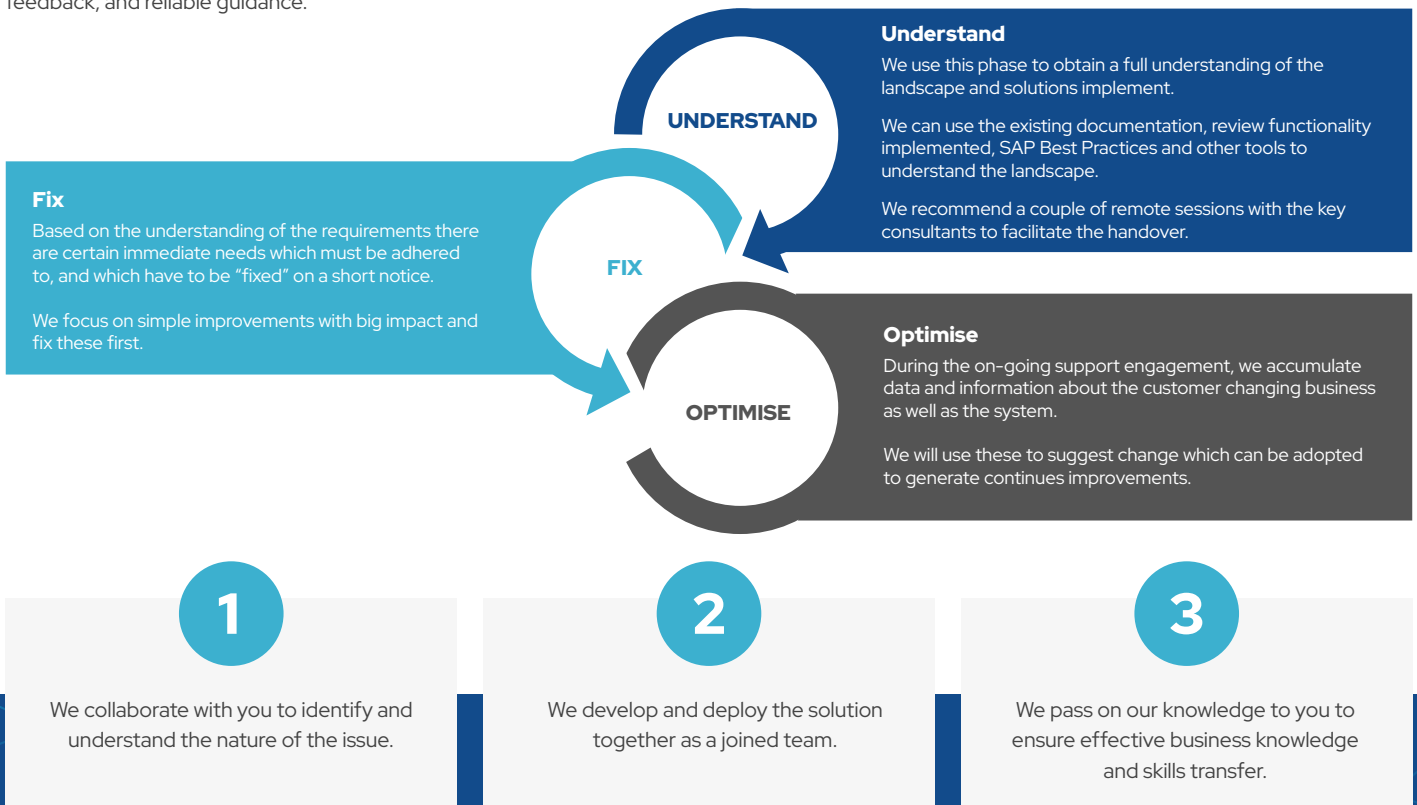 feedback, and reliable guidance.
UNDERSTAND
Understand
We use this phase to obtain a full understanding of the
landscape and solutions implement.
We can use the existing documentation, review functionality
implemented, SAP Best Practices and other tools to
understand the landscape.
We recommend a couple of remote sessions with the key
consultants to facilitate the handover.
Fix
Based on the understanding of the requirements there
are certain immediate needs which must be adhered
to, and which have to be “fixed” on a short notice.
We focus on simple improvements with big impact and
fix these first.
FIX
OPTIMISE
Optimise
During the on-going support engagement, we accumulate
data and information about the customer changing business
as well as the system.
We will use these to suggest change which can be adopted
to generate continues improvements.
1
We collaborate with you to identify and
understand the nature of the issue.
2
We develop and deploy the solution
together as a joined team.
3
We pass on our knowledge to you to
ensure effective business knowledge
and skills transfer.